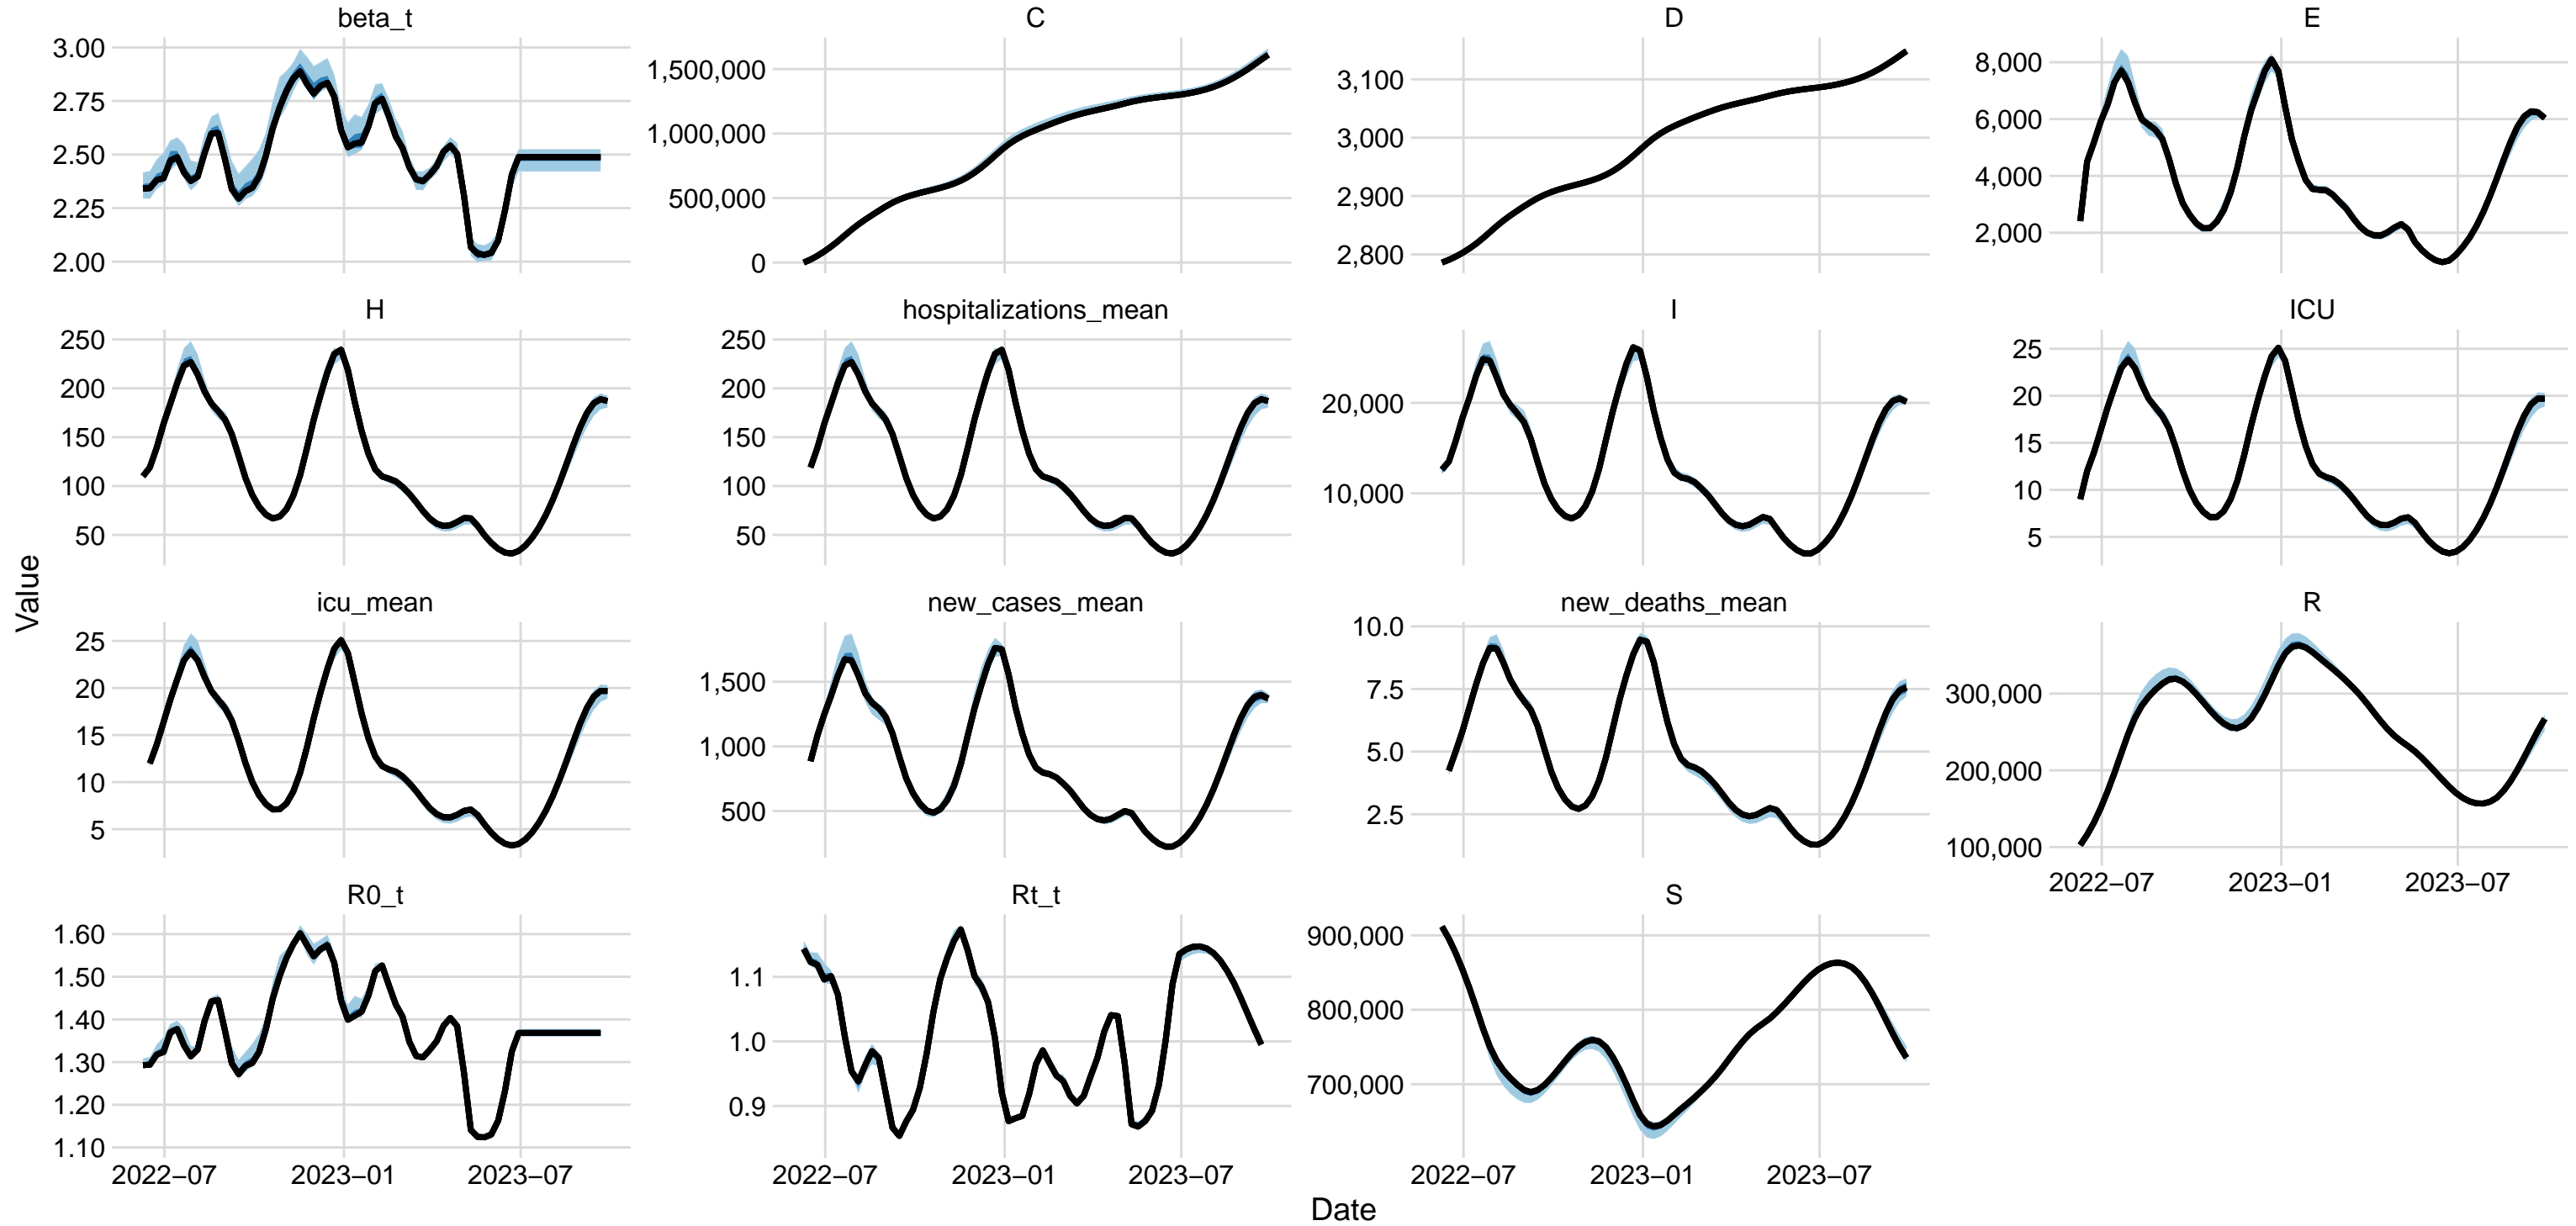 beta_t
C
D
E
3.00
2.75
2.50
2.25
2.00
1,500,000
1,000,000
500,000
0
3,100
3,000
2,900
2,800
8,000
6,000
4,000
2,000
H
hospitalizations_mean
I
ICU
250
200
150
100
50
250
200
150
100
50
20,000
10,000
25
20
15
10
5
Value
icu_mean
new_cases_mean
new_deaths_mean
R
25
20
15
10
5
1,500
1,000
500
10.0
7.5
5.0
2.5
300,000
200,000
100,000
2022−07 2023−01 2023−07
R0_t
Rt_t
S
1.60
1.50
1.40
1.30
1.20
1.10
1.1
1.0
0.9
900,000
800,000
700,000
2022−07 2023−01 2023−07
2022−07 2023−01 2023−07
2022−07 2023−01 2023−07
Date